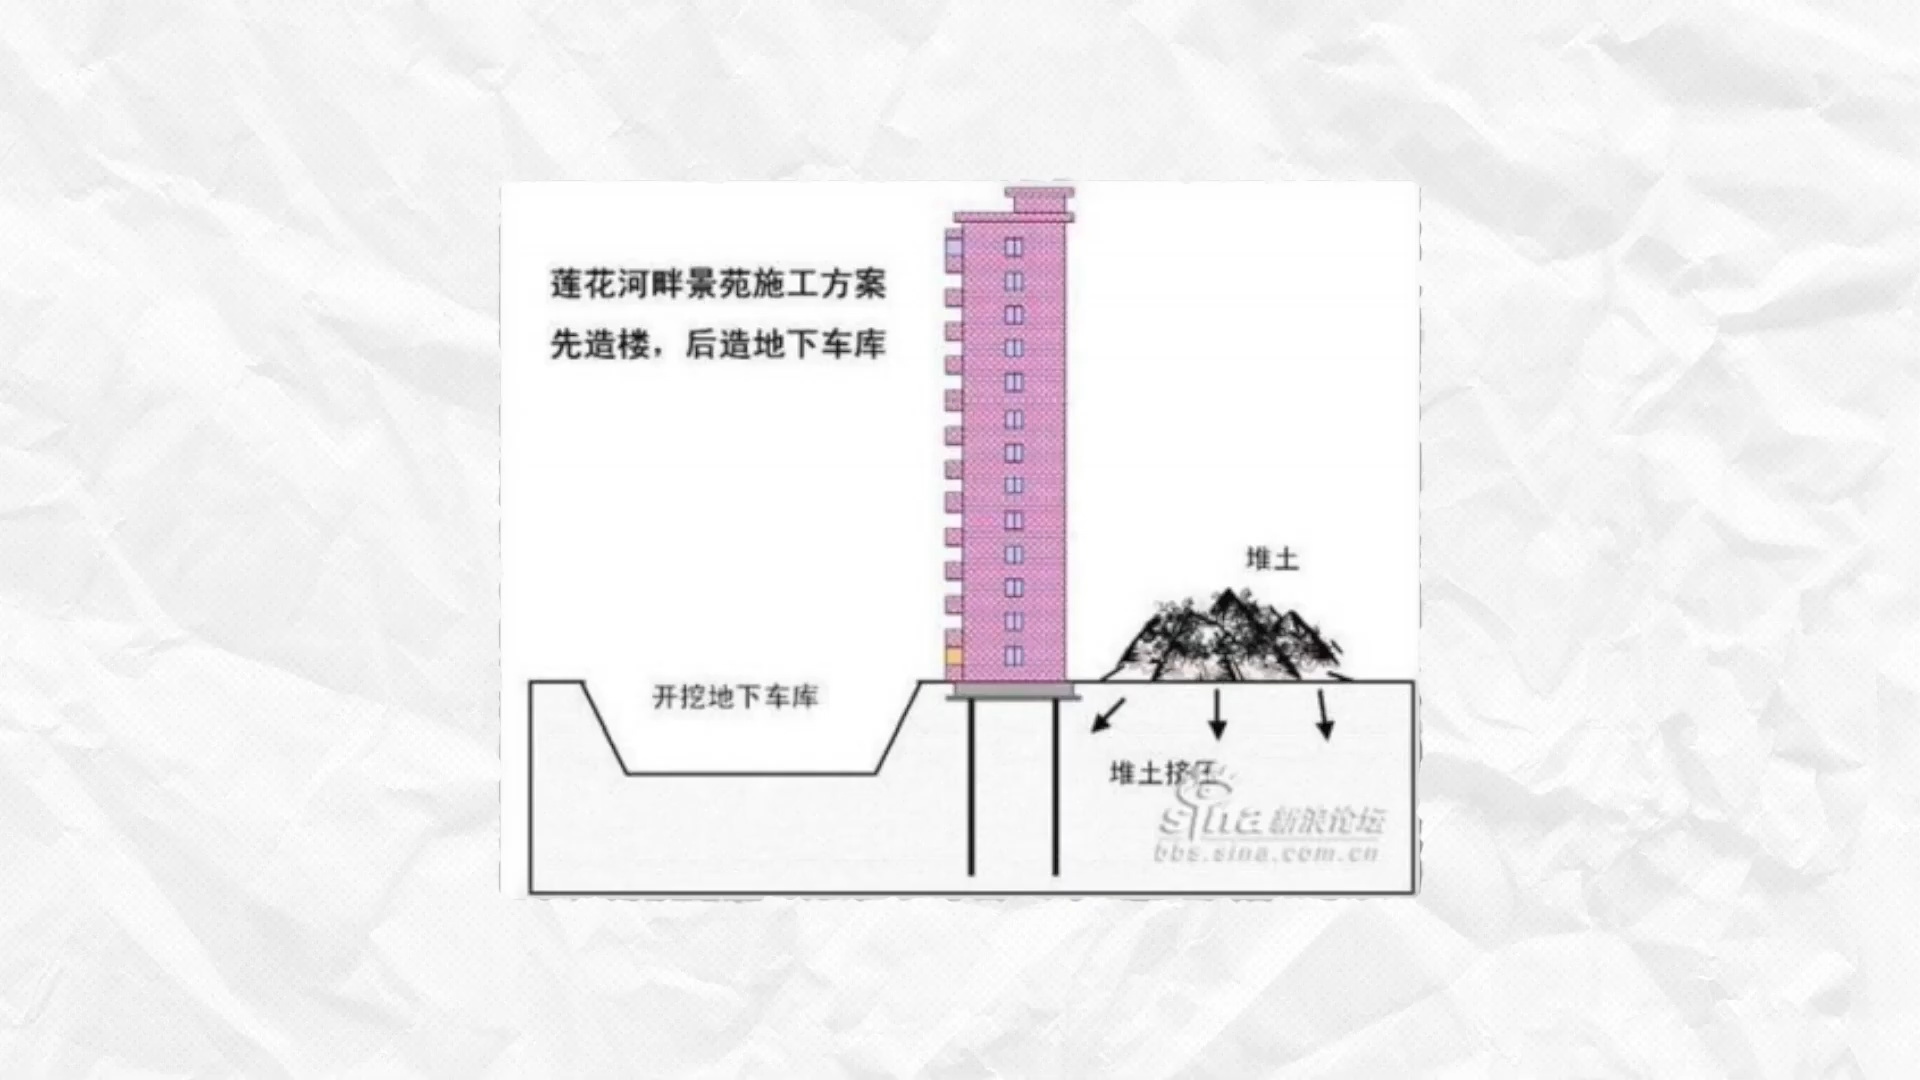 莲花河畔景苑施工方案
先造楼，后造地下车库
堆土
开挖地下车库
堆土挤压
sina 新浪论坛
bbs.sina.com.cn